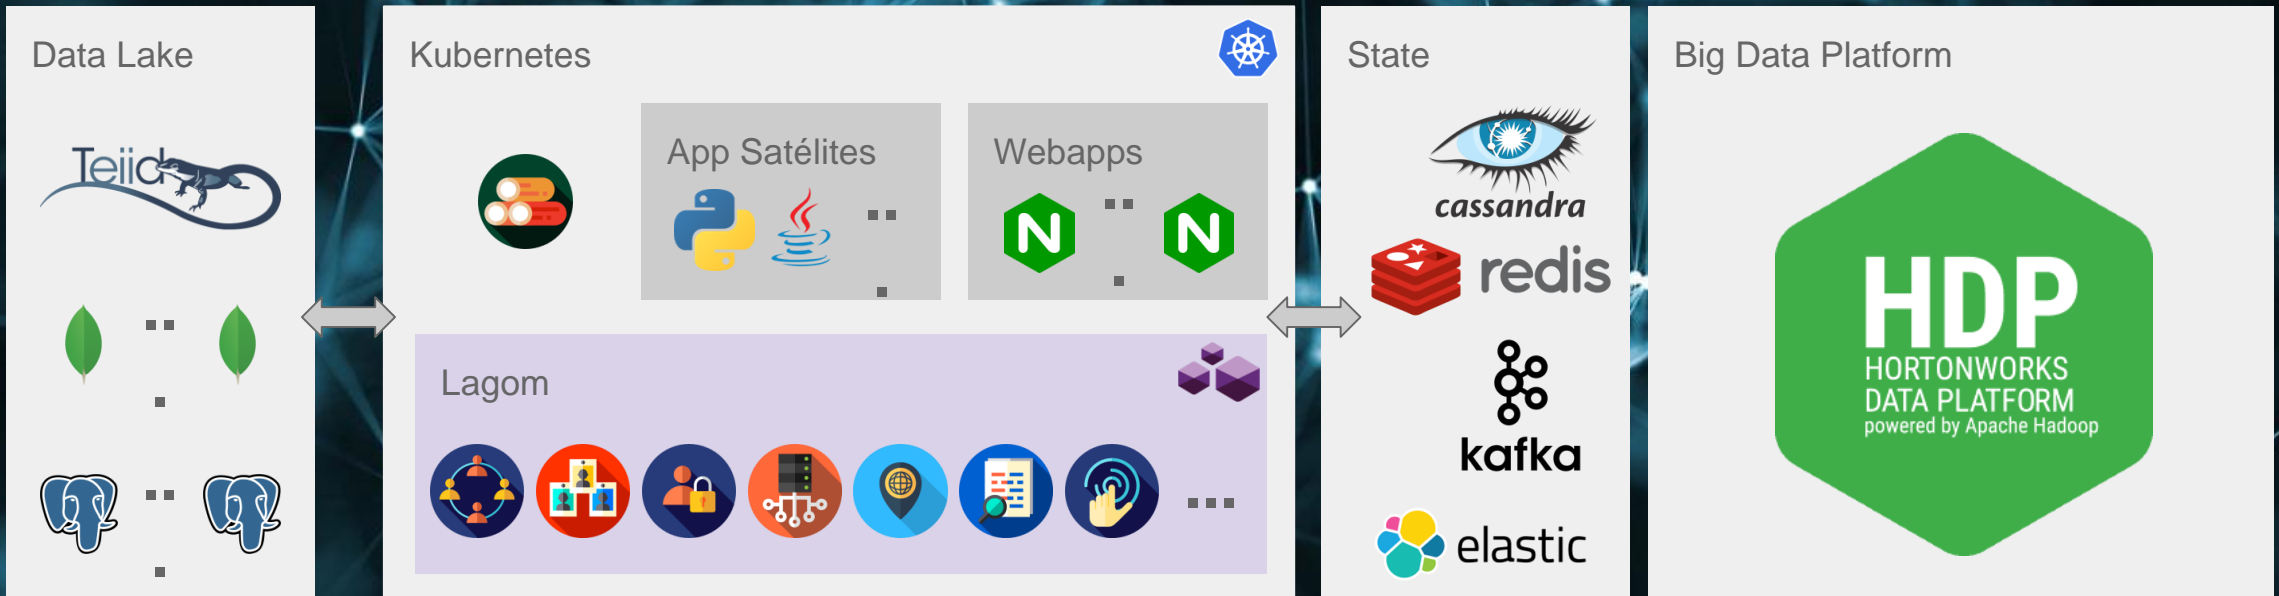 Data Lake
Teiid
Kubernetes
App Satélites
Webapps
N
N
Lagom
State
cassandra
redis
kafka
elastic
Big Data Platform
HDP
HORTONWORKS
DATA PLATFORM
powered by Apache Hadoop